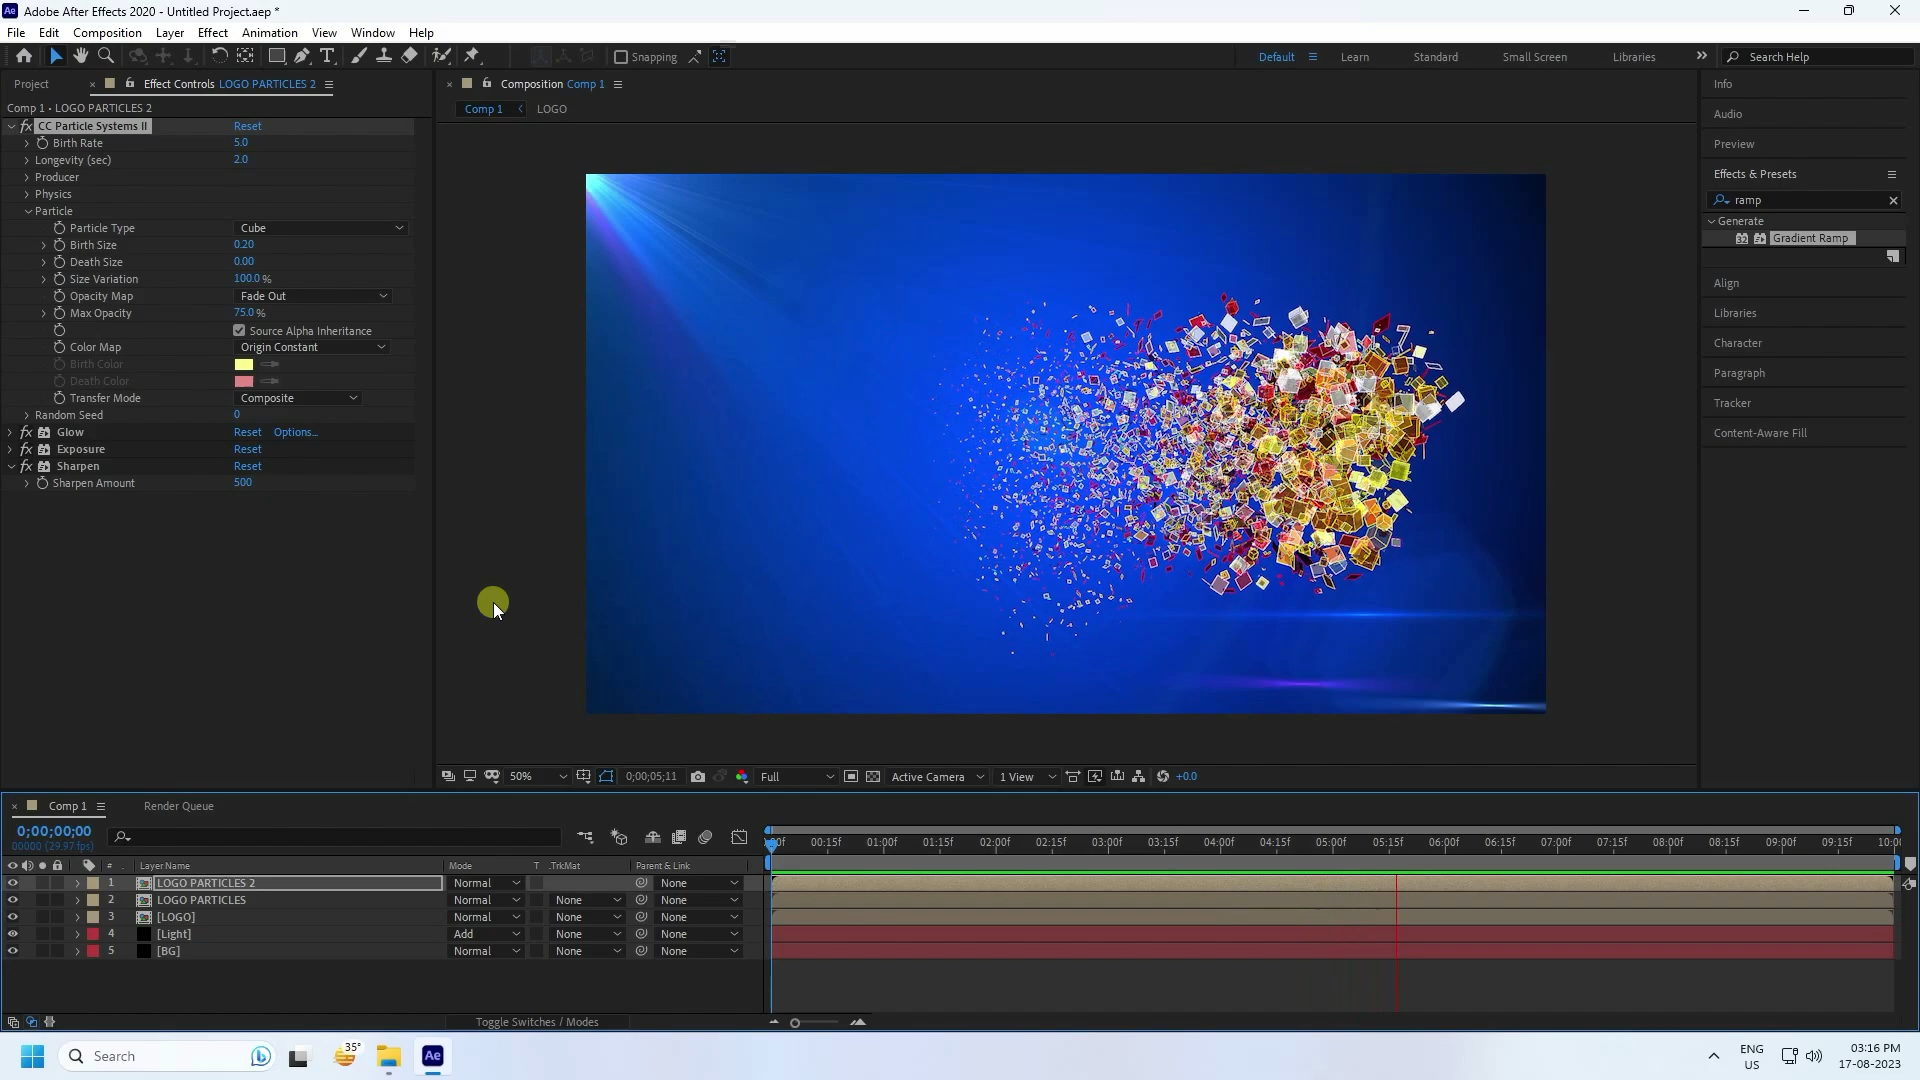 Adobe After Effects 2020 - Untitled Project.aep *
File Edit Composition Layer Effect Animation View Window Help
Snapping
Default Learn Standard Small Screen Libraries Search Help
Project Effect Controls LOGO PARTICLES 2
Comp 1 • LOGO PARTICLES 2
CC Particle Systems II Reset
Birth Rate 5.0
Longevity (sec) 2.0
Producer
Physics
Particle
Particle Type Cube
Birth Size 0.20
Death Size 0.00
Size Variation 100.0 %
Opacity Map Fade Out
Max Opacity 75.0 %
Source Alpha Inheritance
Color Map Origin Constant
Birth Color
Death Color
Transfer Mode Composite
Random Seed 0
Glow Reset Options...
Exposure Reset
Sharpen Reset
Sharpen Amount 500
Composition Comp 1
Comp 1 LOGO
50% 0;00;05;11 Full Active Camera 1 View +0.0
Info
Audio
Preview
Effects & Presets
ramp
Generate
32 Gradient Ramp
Align
Libraries
Character
Paragraph
Tracker
Content-Aware Fill
Comp 1 Render Queue
0;00;00;00
00000 (29.97 fps)
:00f 00:15f 01:00f 01:15f 02:00f 02:15f 03:00f 03:15f 04:00f 04:15f 05:00f 05:15f 06:00f 06:15f 07:00f 07:15f 08:00f 08:15f 09:00f 09:15f 10:00
# Layer Name Mode T .TrkMat Parent & Link
1 LOGO PARTICLES 2 Normal None
2 LOGO PARTICLES Normal None None
3 [LOGO] Normal None None
4 [Light] Add None None
5 [BG] Normal None None
Toggle Switches / Modes
Search 35° Ae
ENG
US
03:16 PM
17-08-2023